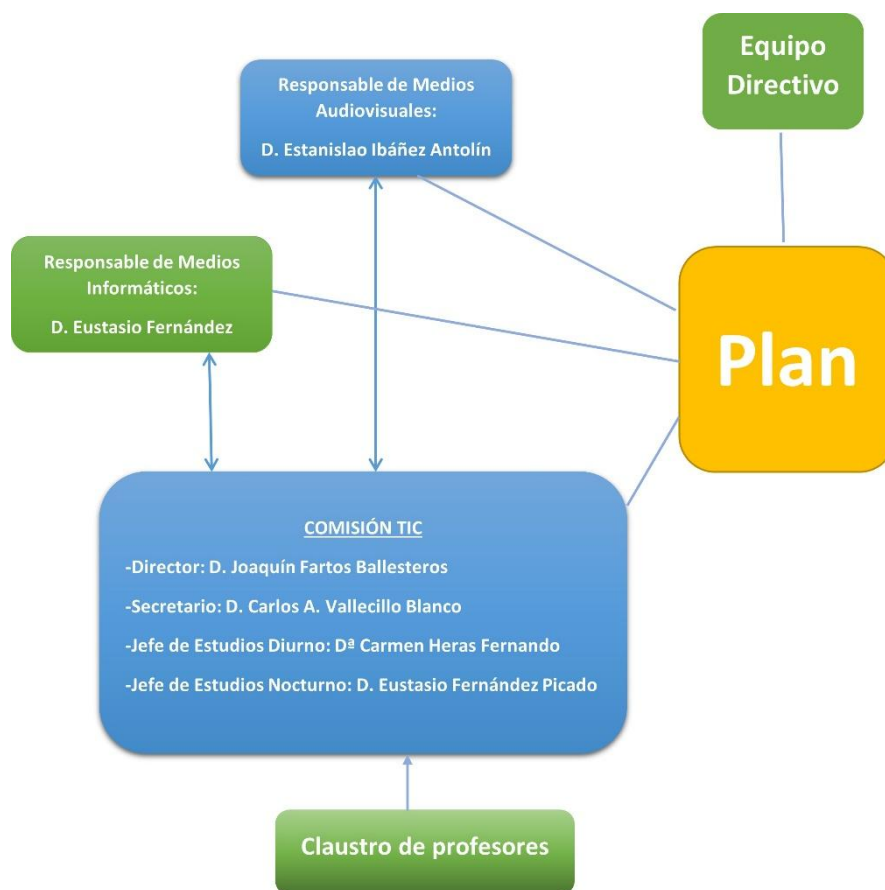 Equipo
Directivo
Responsable de Medios
Audiovisuales:
D. Estanislao Ibáñez Antolín
Responsable de Medios
Informáticos:
D. Eustasio Fernández
Plan
COMISIÓN TIC
-Director: D. Joaquín Fartos Ballesteros
-Secretario: D. Carlos A. Vallecillo Blanco
-Jefe de Estudios Diurno: Dª Carmen Heras Fernando
-Jefe de Estudios Nocturno: D. Eustasio Fernández Picado
Claustro de profesores